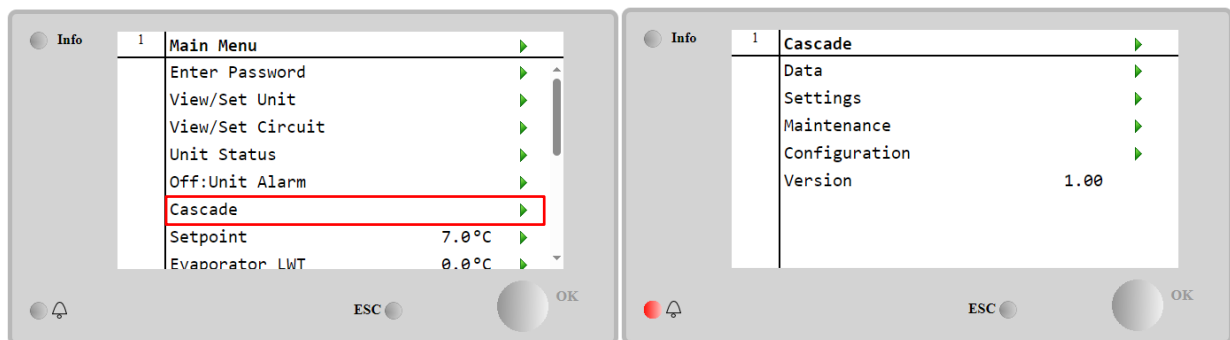 Info
1 Main Menu
Enter Password
View/Set Unit
View/Set Circuit
Unit Status
Off:Unit Alarm
Cascade
Setpoint 7.0°C
Evaporator LWT 0.0°C
ESC
OK
Info
1 Cascade
Data
Settings
Maintenance
Configuration
Version 1.00
ESC
OK